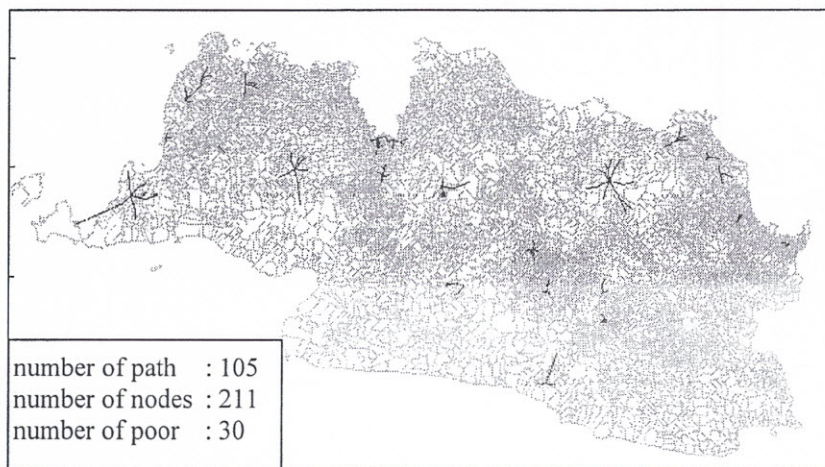 number of path : 105
number of nodes : 211
number of poor : 30